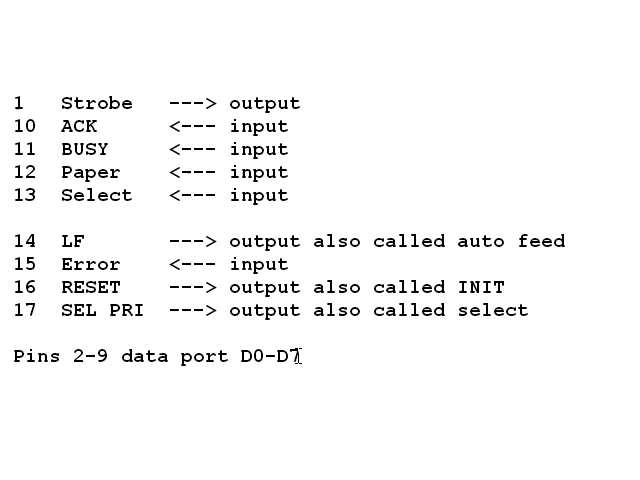 1   Strobe   ---> output
10  ACK      <--- input
11  BUSY     <--- input
12  Paper    <--- input
13  Select   <--- input
14  LF       ---> output also called auto feed
15  Error    <--- input
16  RESET    ---> output also called INIT
17  SEL PRI  ---> output also called select
Pins 2-9 data port D0-D7